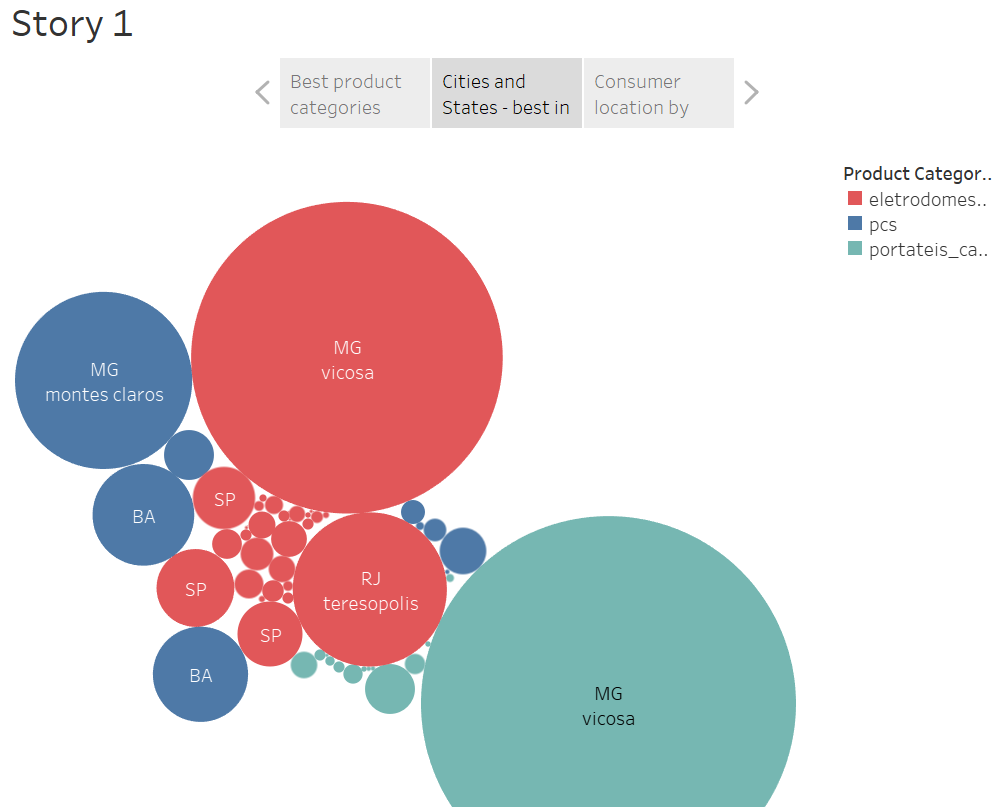 Story 1
Best product
categories
Cities and
States - best in
Consumer
location by
Product Categor..
eletrodomes..
pcs
portateis_ca..
MG
vicosa
MG
montes claros
SP
BA
RJ
teresopolis
SP
SP
BA
MG
vicosa